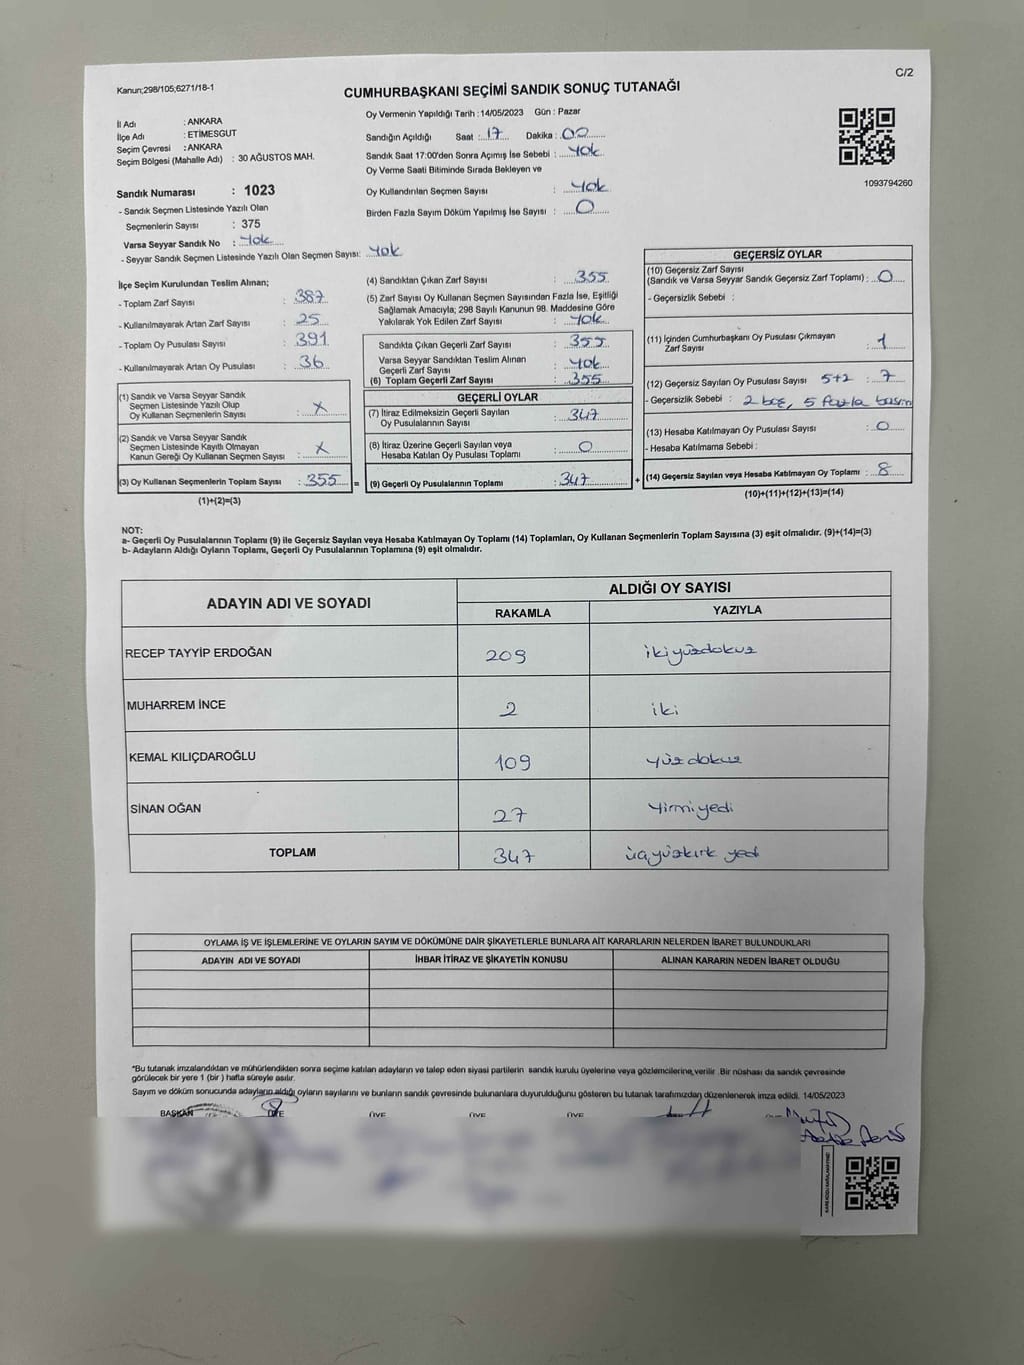 C/2
Kanun;298/105;6271/18-1
CUMHURBAŞKANI SEÇİMİ SANDIK SONUÇ TUTANAĞI
İl Adı : ANKARA
İlçe Adı : ETİMESGUT
Seçim Çevresi : ANKARA
Seçim Bölgesi (Mahalle Adı) : 30 AĞUSTOS MAH.
Sandık Numarası : 1023
- Sandık Seçmen Listesinde Yazılı Olan
Seçmenlerin Sayısı : 375
Varsa Seyyar Sandık No : Yok
- Seyyar Sandık Seçmen Listesinde Yazılı Olan Seçmen Sayısı: Yok
Oy Vermenin Yapıldığı Tarih : 14/05/2023 Gün : Pazar
Sandığın Açıldığı Saat : 17 Dakika : 00
Sandık Saat 17:00'den Sonra Açımış İse Sebebi : Yok
Oy Verme Saati Bitiminde Sırada Bekleyen ve
Oy Kullandırılan Seçmen Sayısı : Yok
Birden Fazla Sayım Döküm Yapılmış İse Sayısı : 0
1093794260
İlçe Seçim Kurulundan Teslim Alınan;
- Toplam Zarf Sayısı : 387
- Kullanılmayarak Artan Zarf Sayısı : 25
- Toplam Oy Pusulası Sayısı : 391
- Kullanılmayarak Artan Oy Pusulası : 36
(1) Sandık ve Varsa Seyyar Sandık
Seçmen Listesinde Yazılı Olup
Oy Kullanan Seçmenlerin Sayısı : X
(2) Sandık ve Varsa Seyyar Sandık
Seçmen Listesinde Kayıtlı Olmayan
Kanun Gereği Oy Kullanan Seçmen Sayısı : X
(3) Oy Kullanan Seçmenlerin Toplam Sayısı : 355 =
(1)+(2)=(3)
(4) Sandıktan Çıkan Zarf Sayısı : 355
(5) Zarf Sayısı Oy Kullanan Seçmen Sayısından Fazla İse, Eşitliği
Sağlamak Amacıyla; 298 Sayılı Kanunun 98. Maddesine Göre
Yakılarak Yok Edilen Zarf Sayısı : Yok
Sandıkta Çıkan Geçerli Zarf Sayısı : 355
Varsa Seyyar Sandıktan Teslim Alınan
Geçerli Zarf Sayısı : Yok
(6) Toplam Geçerli Zarf Sayısı : 355
GEÇERLİ OYLAR
(7) İtiraz Edilmeksizin Geçerli Sayılan
Oy Pusulalarının Sayısı : 347
(8) İtiraz Üzerine Geçerli Sayılan veya
Hesaba Katılan Oy Pusulası Toplamı : 0
(9) Geçerli Oy Pusulalarının Toplamı : 347 +
GEÇERSİZ OYLAR
(10) Geçersiz Zarf Sayısı
(Sandık ve Varsa Seyyar Sandık Geçersiz Zarf Toplamı) : 0
- Geçersizlik Sebebi :
(11) İçinden Cumhurbaşkanı Oy Pusulası Çıkmayan
Zarf Sayısı : 1
(12) Geçersiz Sayılan Oy Pusulası Sayısı 5+2 : 7
- Geçersizlik Sebebi : 2 boş, 5 fazla basım
(13) Hesaba Katılmayan Oy Pusulası Sayısı : 0
- Hesaba Katılmama Sebebi :
(14) Geçersiz Sayılan veya Hesaba Katılmayan Oy Toplamı : 8
(10)+(11)+(12)+(13)=(14)
NOT:
a- Geçerli Oy Pusulalarının Toplamı (9) ile Geçersiz Sayılan veya Hesaba Katılmayan Oy Toplamı (14) Toplamları, Oy Kullanan Seçmenlerin Toplam Sayısına (3) eşit olmalıdır. (9)+(14)=(3)
b- Adayların Aldığı Oyların Toplamı, Geçerli Oy Pusulalarının Toplamına (9) eşit olmalıdır.
ADAYIN ADI VE SOYADI ALDIĞI OY SAYISI
RAKAMLA YAZIYLA
RECEP TAYYİP ERDOĞAN 209 ikiyüzdokuz
MUHARREM İNCE 2 iki
KEMAL KILIÇDAROĞLU 109 yüzdokuz
SİNAN OĞAN 27 Yirmiyedi
TOPLAM 347 üçyüzkırk yedi
OYLAMA İŞ VE İŞLEMLERİNE VE OYLARIN SAYIM VE DÖKÜMÜNE DAİR ŞİKAYETLERLE BUNLARA AİT KARARLARIN NELERDEN İBARET BULUNDUKLARI
ADAYIN ADI VE SOYADI İHBAR İTİRAZ VE ŞİKAYETİN KONUSU ALINAN KARARIN NEDEN İBARET OLDUĞU
*Bu tutanak imzalandıktan ve mühürlendikten sonra seçime katılan adayların ve talep eden siyasi partilerin sandık kurulu üyelerine veya gözlemcilerine verilir. Bir nüshası da sandık çevresinde
görülecek bir yere 1 (bir ) hafta süreyle asılır.
Sayım ve döküm sonucunda adayların aldığı oyların sayılarını ve bunların sandık çevresinde bulunanlara duyurulduğunu gösteren bu tutanak tarafımızdan düzenlenerek imza edildi. 14/05/2023
BAŞKAN ÜYE ÜYE ÜYE ÜYE